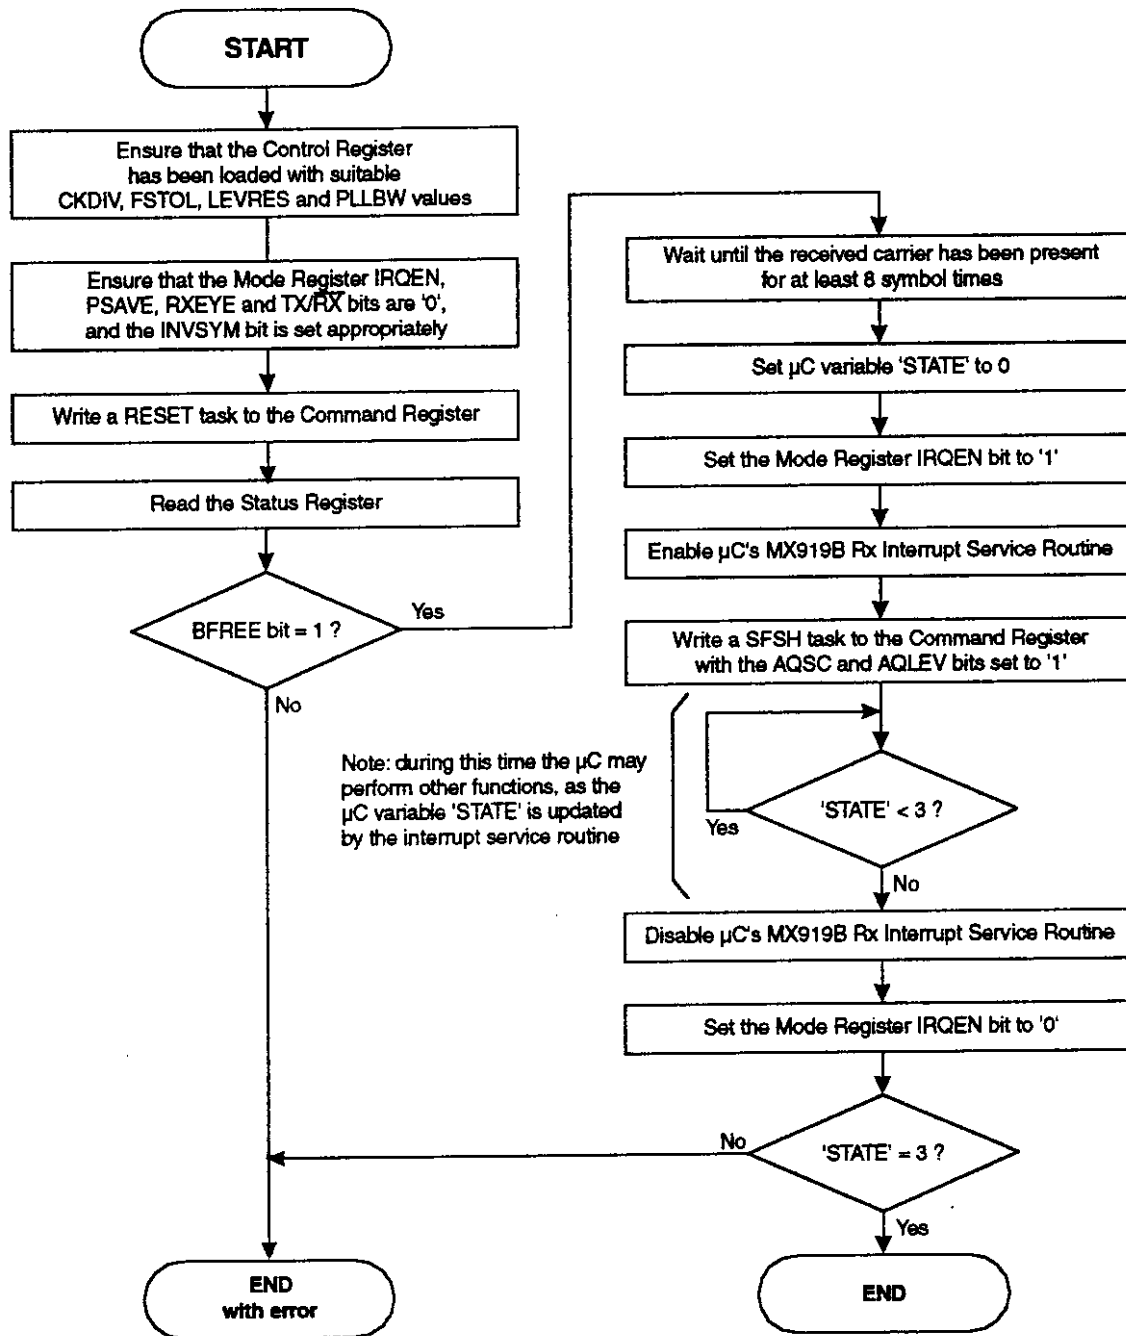 START
Ensure that the Control Register
has been loaded with suitable
CKDIV, FSTOL, LEVRES and PLLBW values
Ensure that the Mode Register IRQEN,
PSAVE, RXEYE and TX/R̅X̅ bits are '0',
and the INVSYM bit is set appropriately
Write a RESET task to the Command Register
Read the Status Register
BFREE bit = 1 ?
Yes
No
Wait until the received carrier has been present
for at least 8 symbol times
Set µC variable 'STATE' to 0
Set the Mode Register IRQEN bit to '1'
Enable µC's MX919B Rx Interrupt Service Routine
Write a SFSH task to the Command Register
with the AQSC and AQLEV bits set to '1'
Note: during this time the µC may
perform other functions, as the
µC variable 'STATE' is updated
by the interrupt service routine
'STATE' < 3 ?
Yes
No
Disable µC's MX919B Rx Interrupt Service Routine
Set the Mode Register IRQEN bit to '0'
'STATE' = 3 ?
No
Yes
END
with error
END